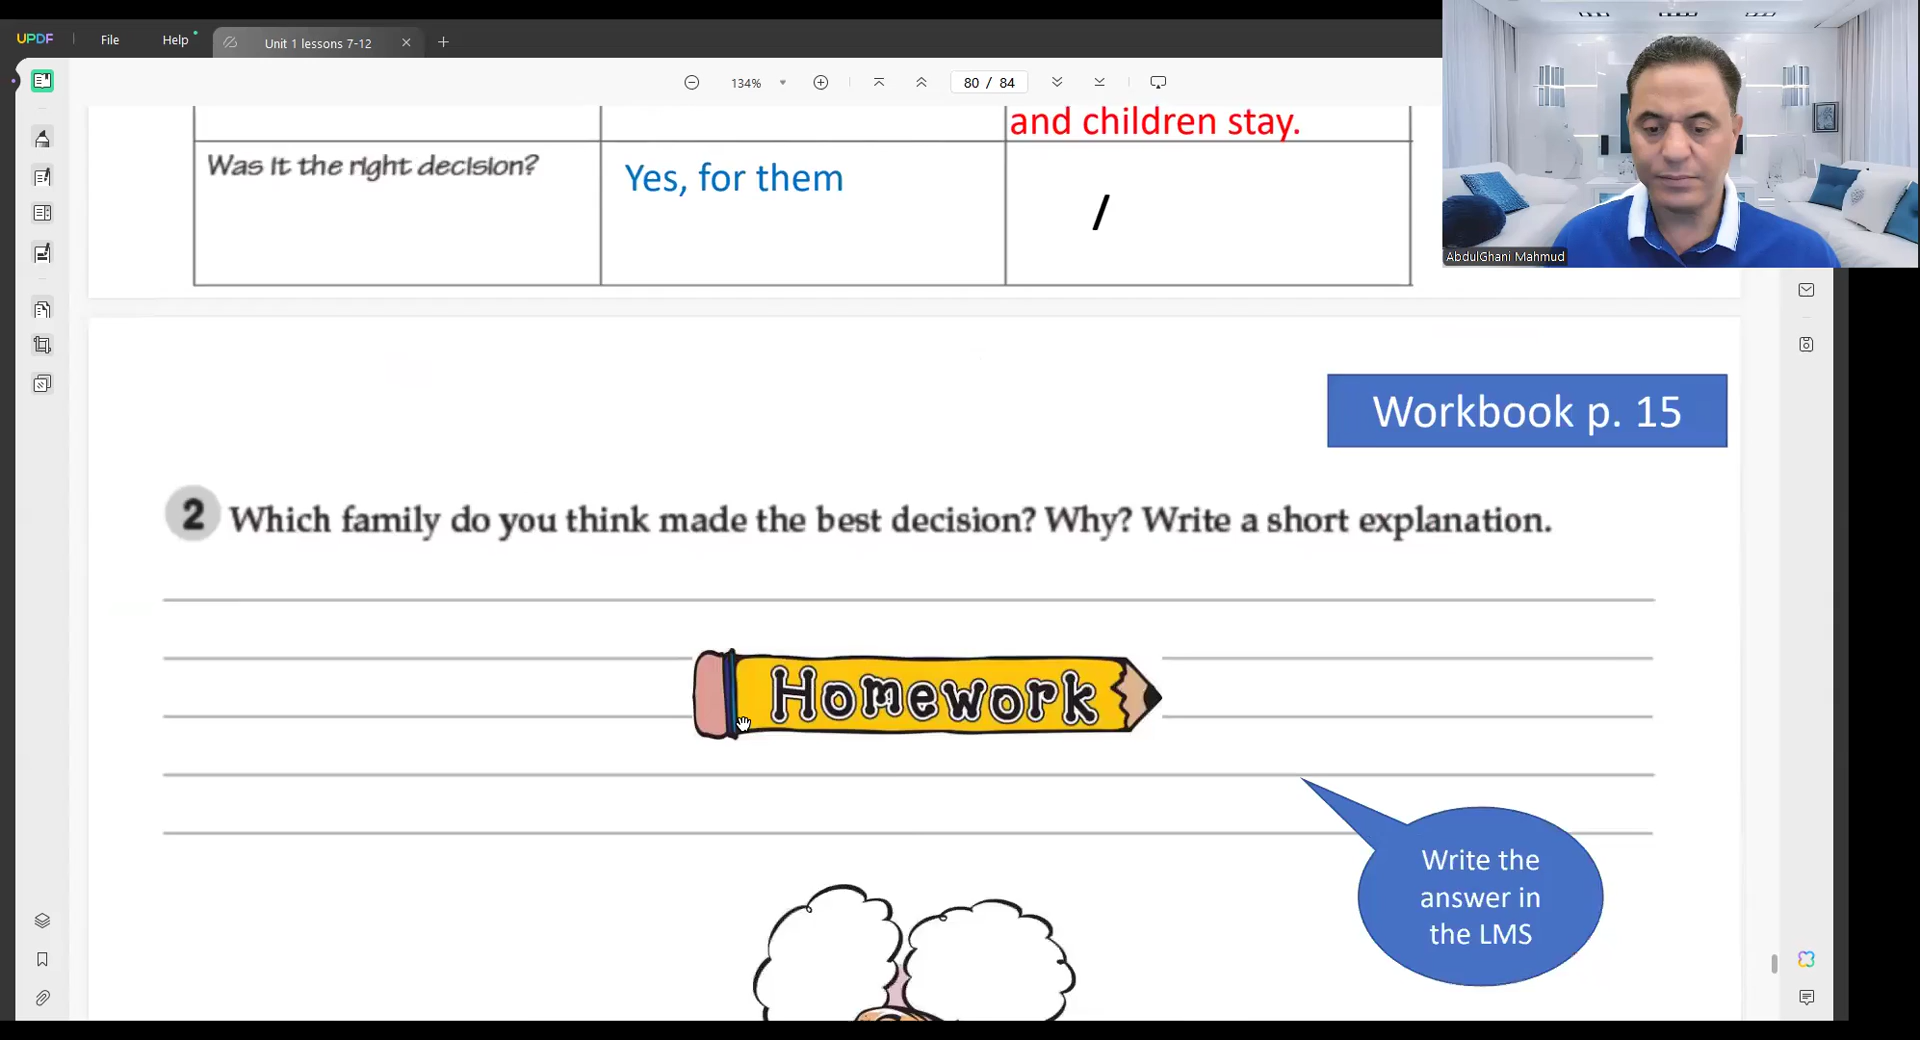 UPDF
File
Help
Unit 1 lessons 7-12
134%
80 / 84
and children stay.
Was it the right decision?
Yes, for them
/
AbdulGhani Mahmud
Workbook p. 15
2 Which family do you think made the best decision? Why? Write a short explanation.
Homework
Write the
answer in
the LMS